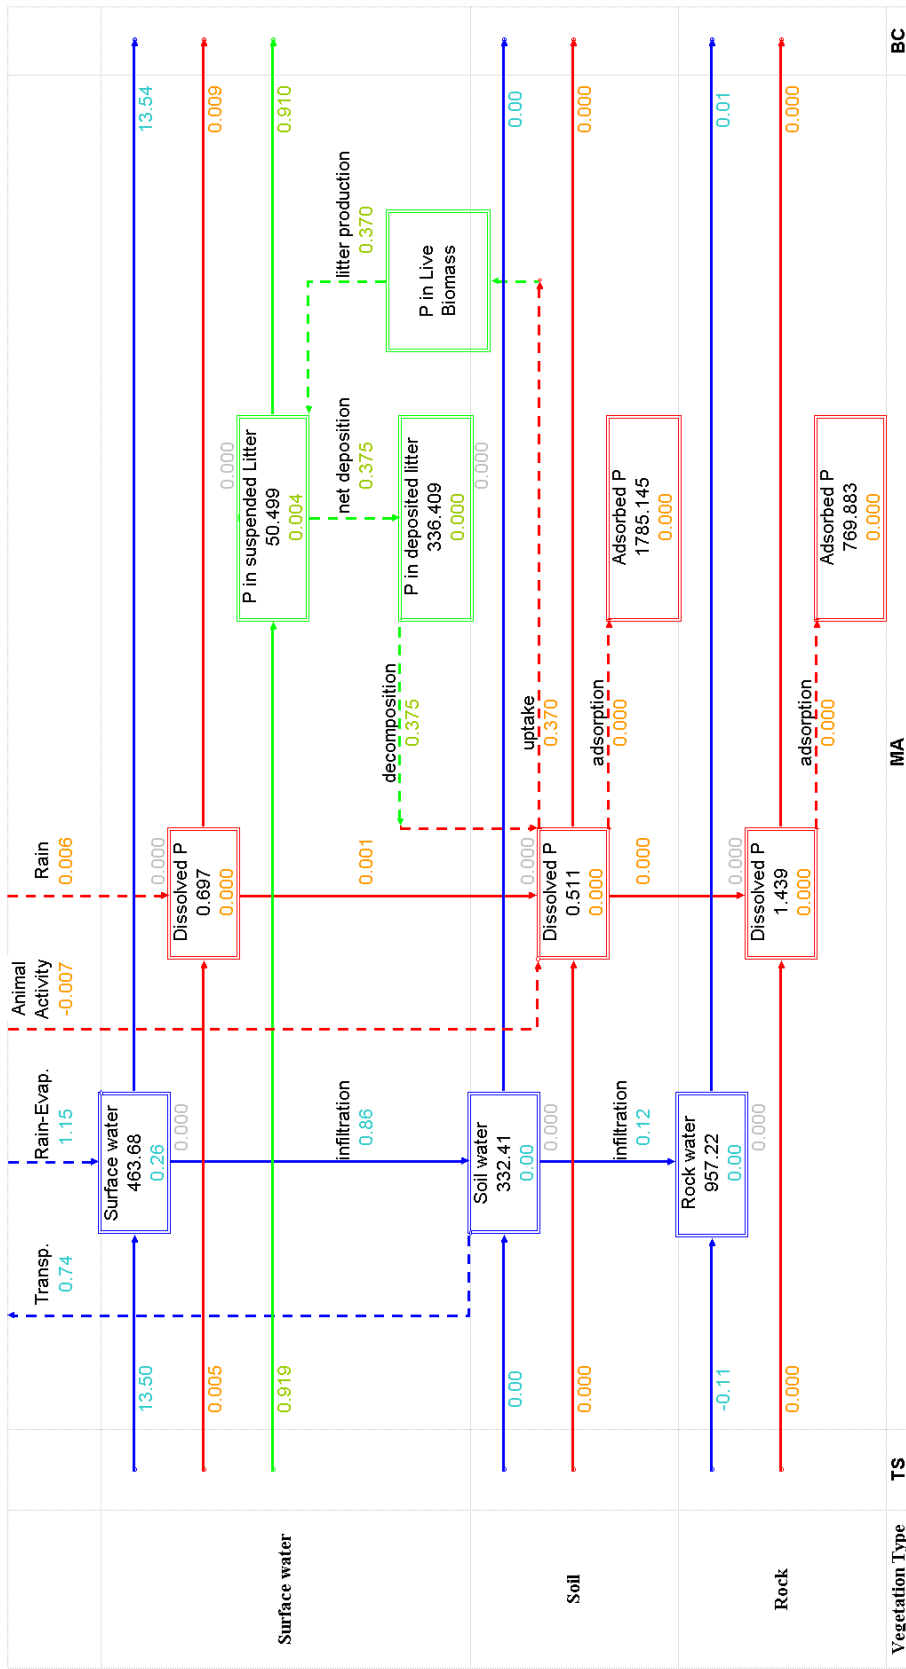 Transp.
0.74
Rain-Evap.
1.15
Animal
Activity
-0.007
Rain
0.006
Surface water
13.50
Surface water
463.68
0.26
0.000
13.54
0.005
Dissolved P
0.697
0.000
0.000
0.009
0.919
P in suspended Litter
50.499
0.004
0.000
0.910
infiltration
0.86
0.001
net deposition
0.375
litter production
0.370
decomposition
0.375
P in deposited litter
336.409
0.000
0.000
P in Live
Biomass
Soil
0.00
Soil water
332.41
0.00
0.000
0.00
uptake
0.370
0.000
Dissolved P
0.511
0.000
0.000
0.000
adsorption
0.000
Adsorbed P
1785.145
0.000
infiltration
0.12
0.000
Rock
-0.11
Rock water
957.22
0.00
0.000
0.01
0.000
Dissolved P
1.439
0.000
0.000
0.000
adsorption
0.000
Adsorbed P
769.883
0.000
Vegetation Type
TS
MA
BC